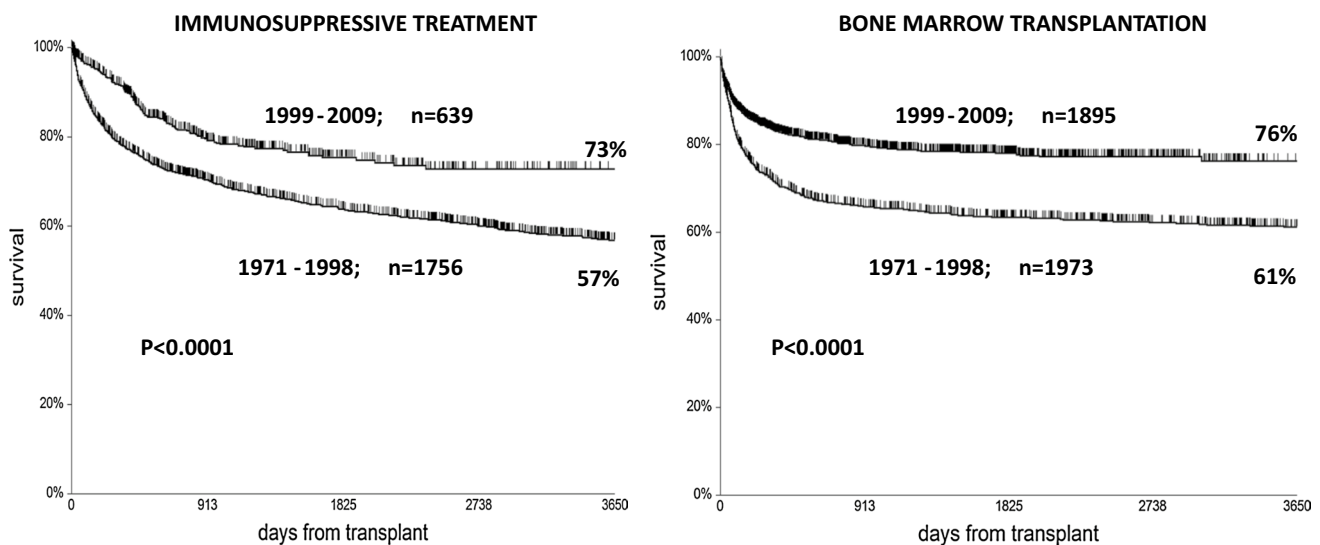 IMMUNOSUPPRESSIVE TREATMENT
100%
80%
60%
40%
20%
0%
survival
1999-2009; n=639
73%
1971-1998; n=1756
57%
P<0.0001
0 913 1825 2738 3650
days from transplant
BONE MARROW TRANSPLANTATION
100%
80%
60%
40%
20%
0%
survival
1999-2009; n=1895
76%
1971-1998; n=1973
61%
P<0.0001
0 913 1825 2738 3650
days from transplant